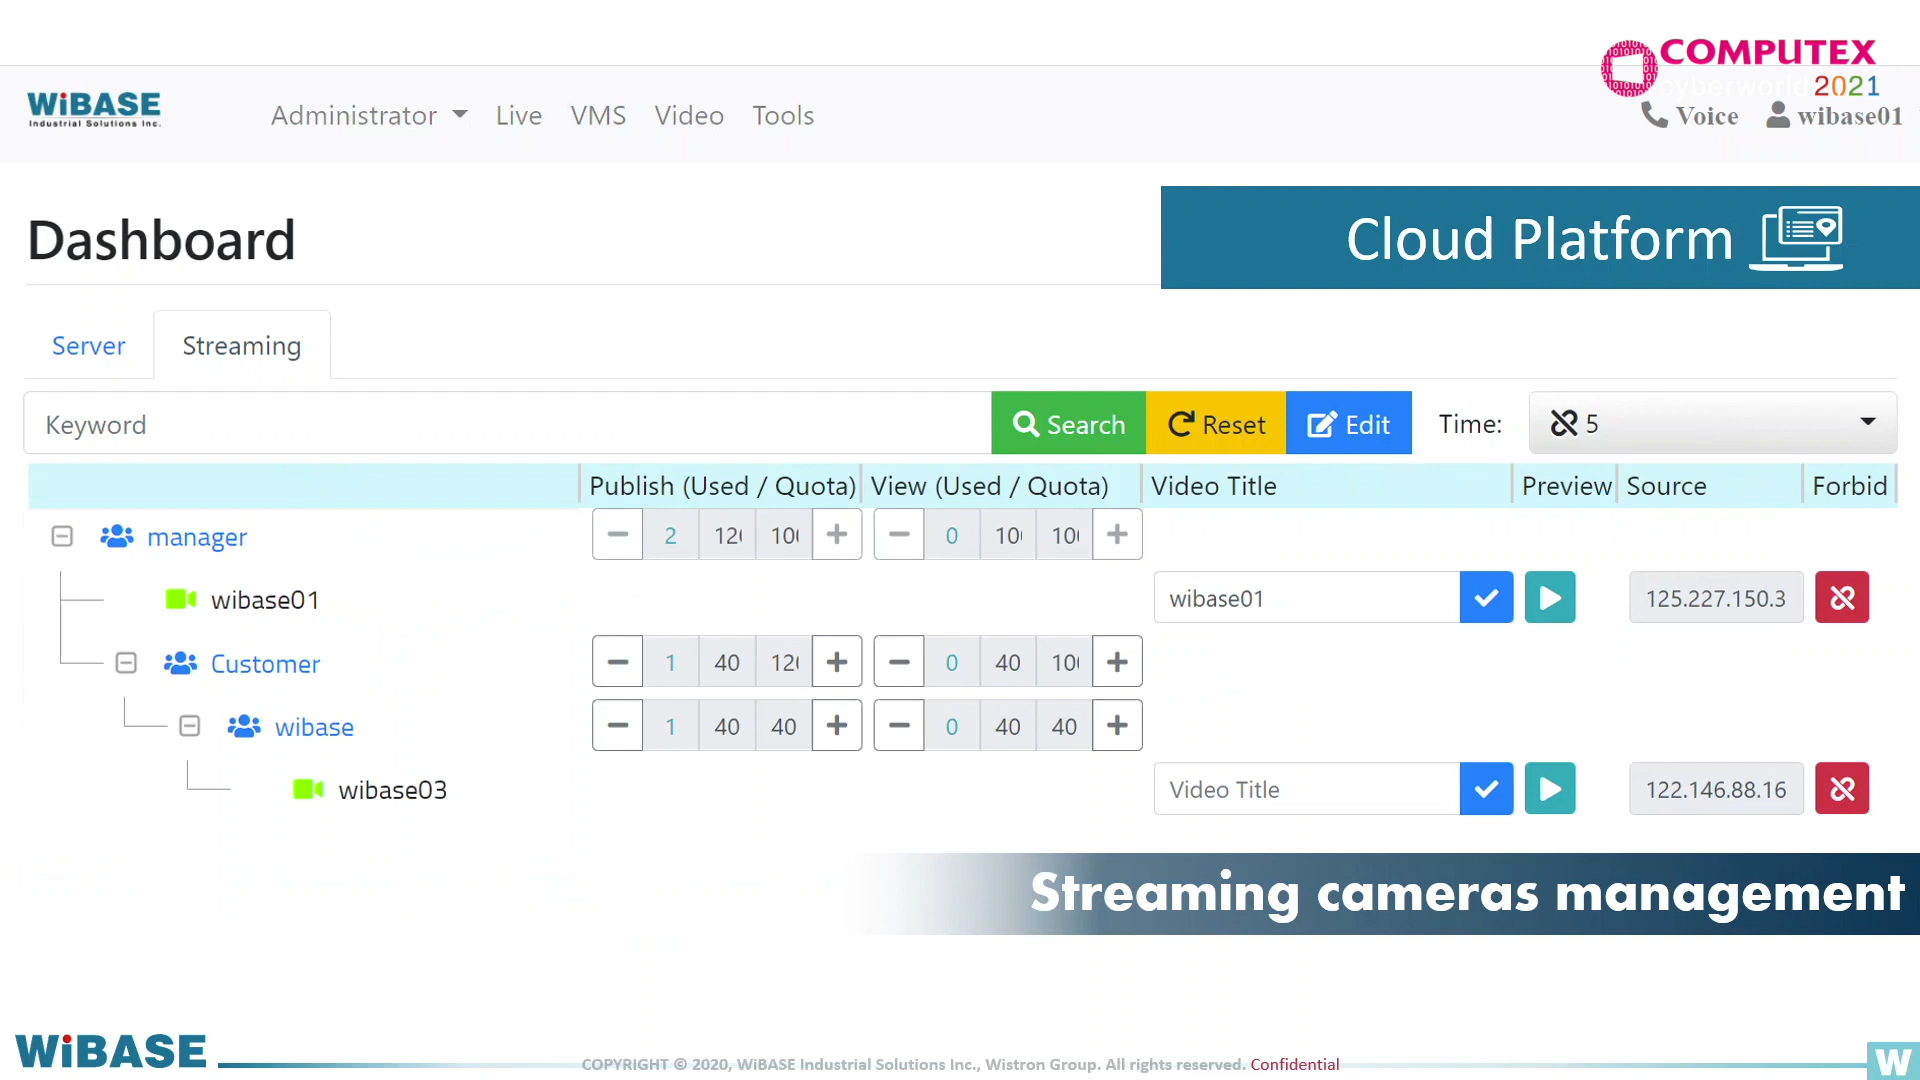 COMPUTEX
cyberworld 2021
WiBASE
Industrial Solutions Inc.
Administrator Live VMS Video Tools
Voice wibase01
Dashboard
Cloud Platform
Server Streaming
Keyword Search Reset Edit Time: 5
Publish (Used / Quota) View (Used / Quota) Video Title Preview Source Forbid
manager 2 0
wibase01 wibase01 125.227.150.3
Customer 1 40 0 40
wibase 1 40 40 0 40 40
wibase03 Video Title 122.146.88.16
Streaming cameras management
WiBASE
COPYRIGHT © 2020, WiBASE Industrial Solutions Inc., Wistron Group. All rights reserved. Confidential
W